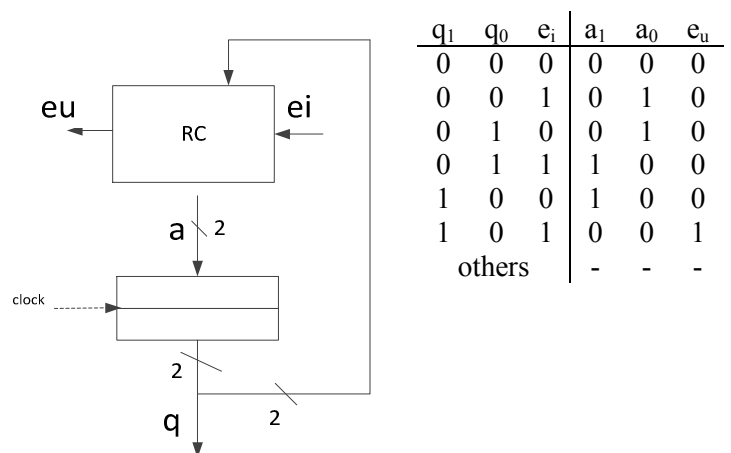 eu
RC
ei
a
2
clock
2
2
q
q₁ q₀ eᵢ a₁ a₀ eᵤ
0 0 0 0 0 0
0 0 1 0 1 0
0 1 0 0 1 0
0 1 1 1 0 0
1 0 0 1 0 0
1 0 1 0 0 1
others - - -